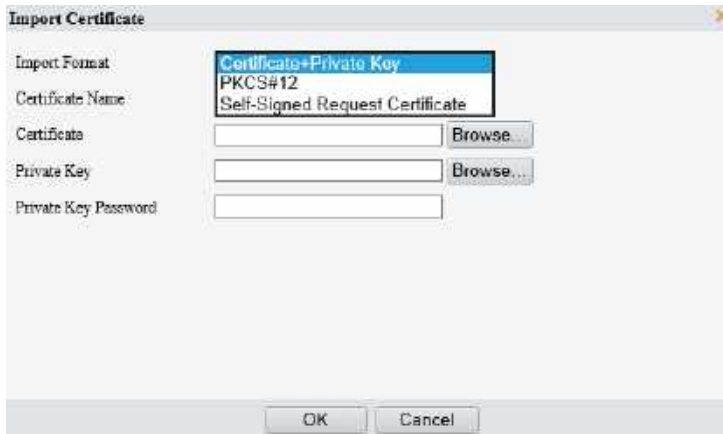 Import Certificate
Import Format
Certificate+Private Key
PKCS#12
Certificate Name
Self-Signed Request Certificate
Certificate
Browse...
Private Key
Browse...
Private Key Password
OK Cancel